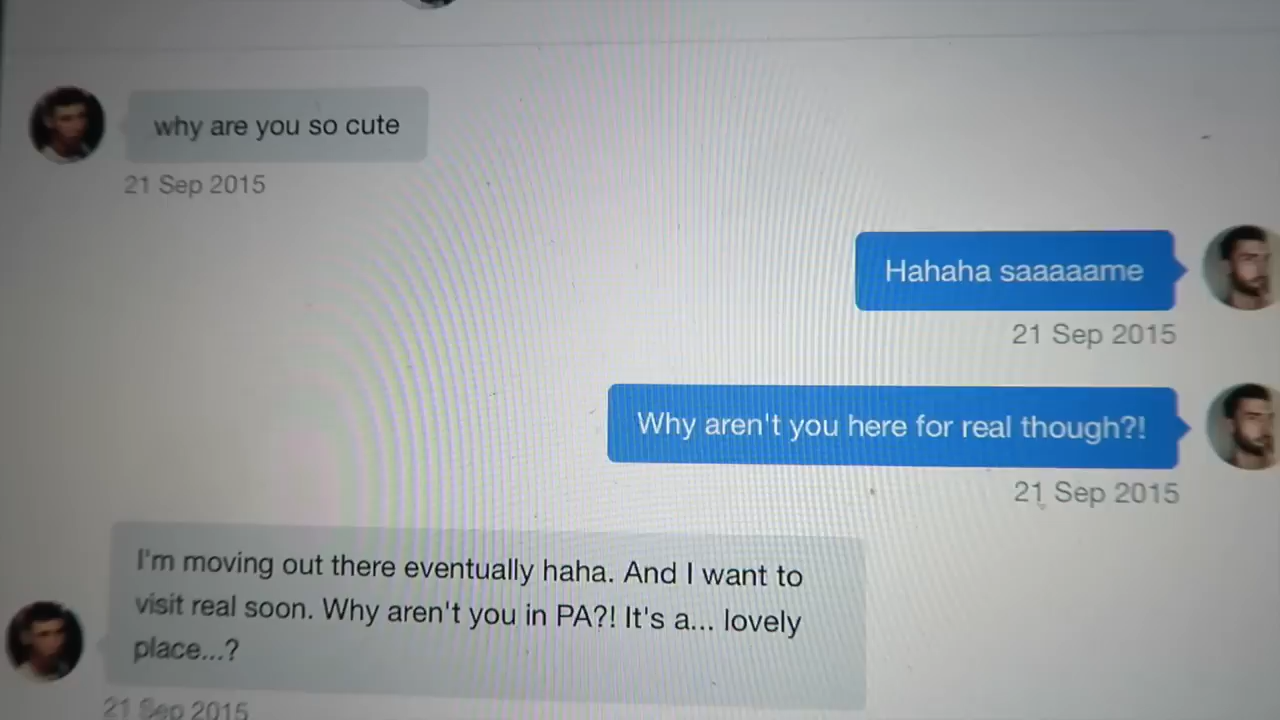 why are you so cute
21 Sep 2015
Hahaha saaaaame
21 Sep 2015
Why aren't you here for real though?!
21 Sep 2015
I'm moving out there eventually haha. And I want to
visit real soon. Why aren't you in PA?! It's a... lovely
place...?
21 Sep 2015